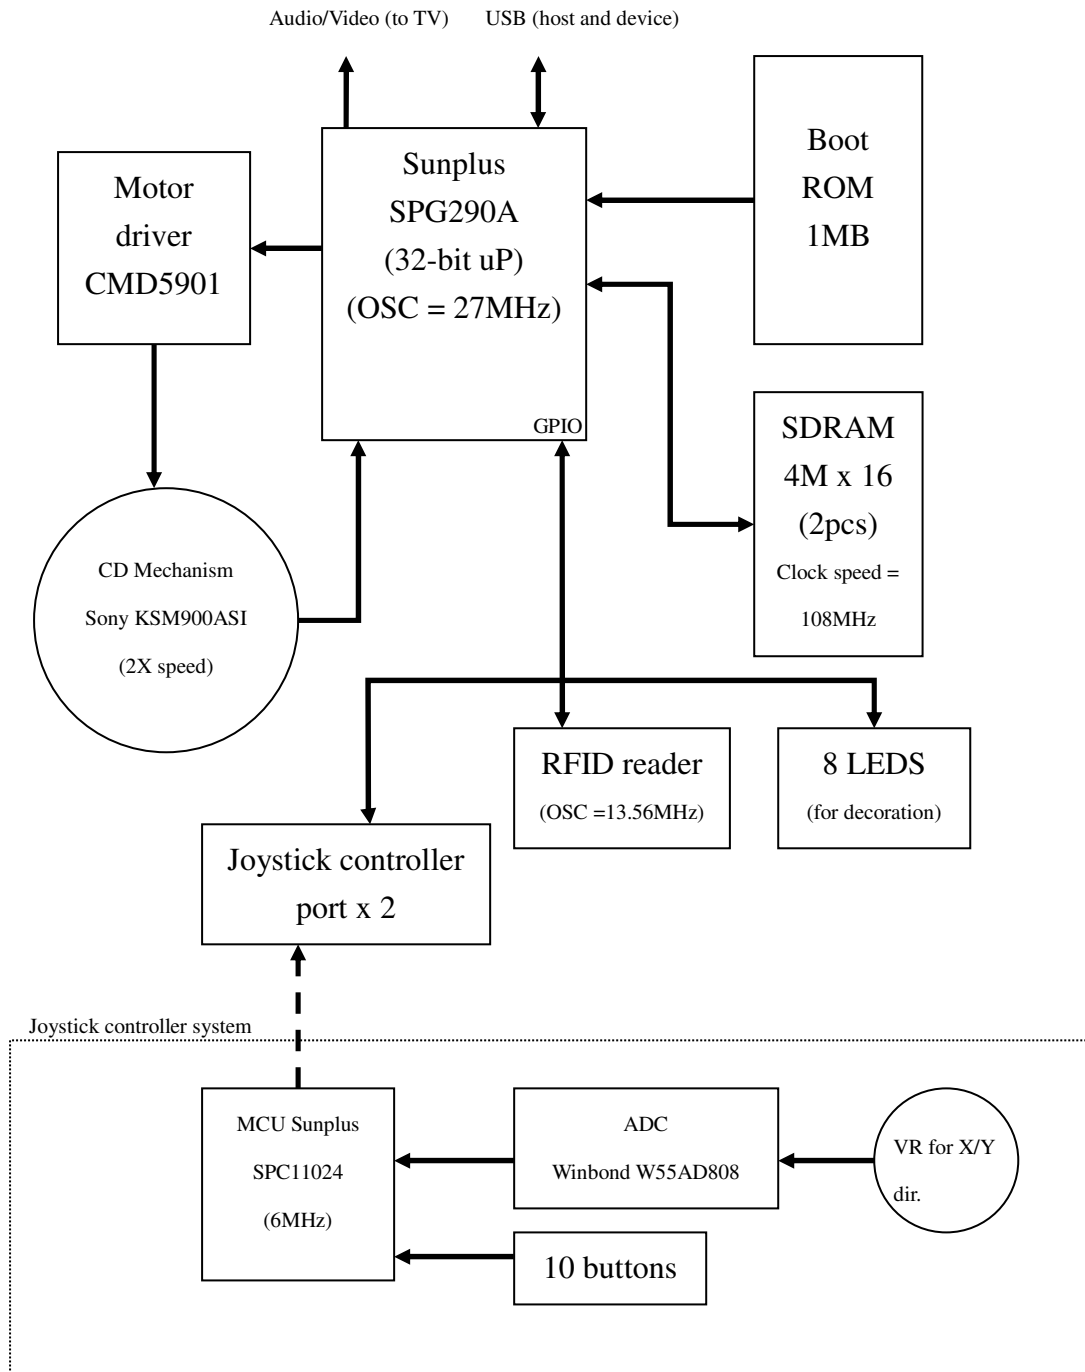 Audio/Video (to TV)
USB (host and device)
Motor
driver
CMD5901
Sunplus
SPG290A
(32-bit uP)
(OSC = 27MHz)
GPIO
Boot
ROM
1MB
SDRAM
4M x 16
(2pcs)
Clock speed =
108MHz
CD Mechanism
Sony KSM900ASI
(2X speed)
RFID reader
(OSC =13.56MHz)
8 LEDS
(for decoration)
Joystick controller
port x 2
Joystick controller system
MCU Sunplus
SPC11024
(6MHz)
ADC
Winbond W55AD808
VR for X/Y
dir.
10 buttons